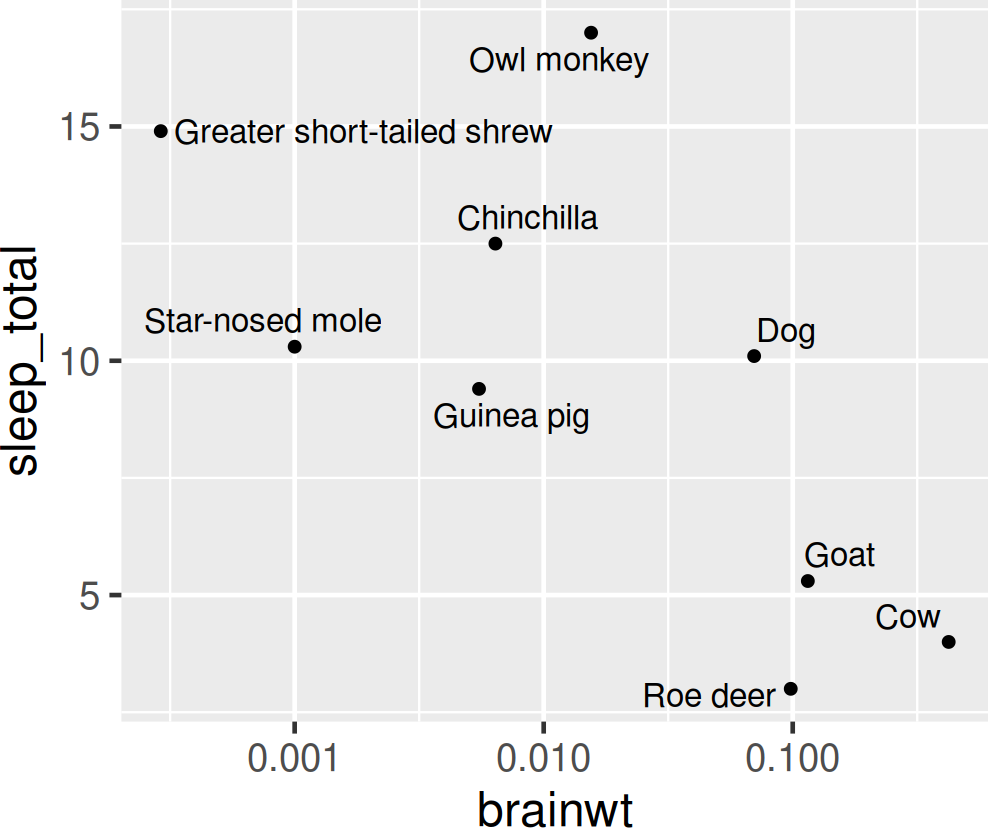 Owl monkey
15
Greater short-tailed shrew
Chinchilla
Star-nosed mole
Dog
10
Guinea pig
sleep_total
Goat
5
Cow
Roe deer
0.001 0.010 0.100
brainwt